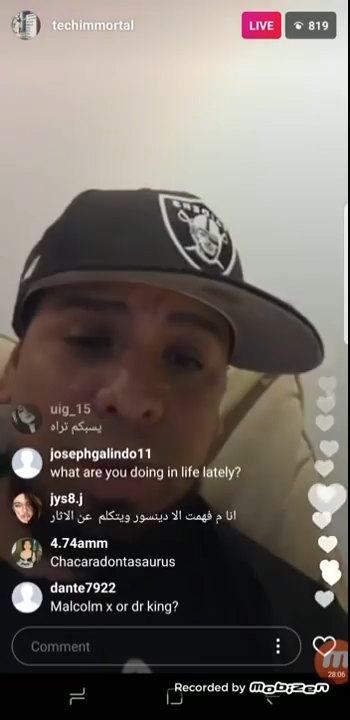 techimmortal
LIVE
819
uig_15
يسبكم تراه
josephgalindo11
what are you doing in life lately?
jys8.j
انا م فهمت الا دينسور ويتكلم عن الاثار
4.74amm
Chacaradontasaurus
dante7922
Malcolm x or dr king?
Comment
28:06
Recorded by Mobizen